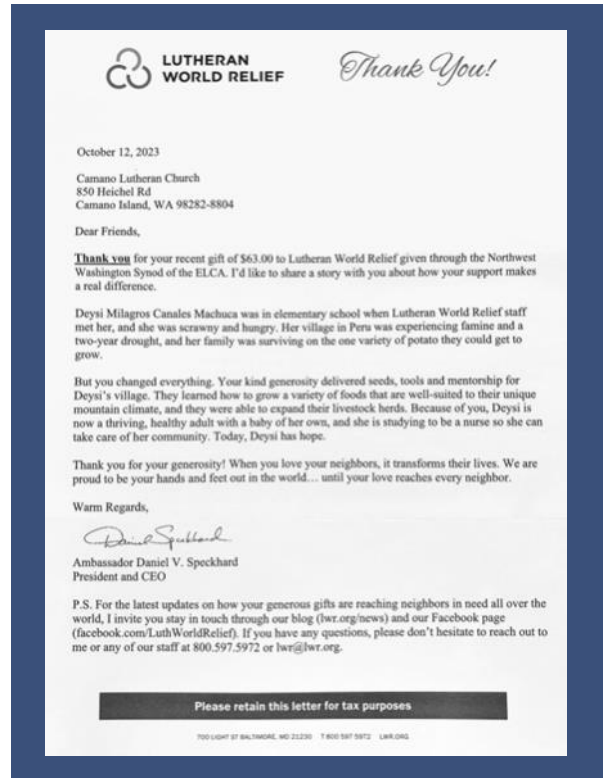 LUTHERAN
WORLD RELIEF
Thank You!
October 12, 2023
Camano Lutheran Church
850 Heichel Rd
Camano Island, WA 98282-8804
Dear Friends,
Thank you for your recent gift of $63.00 to Lutheran World Relief given through the Northwest
Washington Synod of the ELCA. I'd like to share a story with you about how your support makes
a real difference.
Deysi Milagros Canales Machuca was in elementary school when Lutheran World Relief staff
met her, and she was scrawny and hungry. Her village in Peru was experiencing famine and a
two-year drought, and her family was surviving on the one variety of potato they could get to
grow.
But you changed everything. Your kind generosity delivered seeds, tools and mentorship for
Deysi's village. They learned how to grow a variety of foods that are well-suited to their unique
mountain climate, and they were able to expand their livestock herds. Because of you, Deysi is
now a thriving, healthy adult with a baby of her own, and she is studying to be a nurse so she can
take care of her community. Today, Deysi has hope.
Thank you for your generosity! When you love your neighbors, it transforms their lives. We are
proud to be your hands and feet out in the world… until your love reaches every neighbor.
Warm Regards,
Daniel Speckhard
Ambassador Daniel V. Speckhard
President and CEO
P.S. For the latest updates on how your generous gifts are reaching neighbors in need all over the
world, I invite you stay in touch through our blog (lwr.org/news) and our Facebook page
(facebook.com/LuthWorldRelief). If you have any questions, please don't hesitate to reach out to
me or any of our staff at 800.597.5972 or lwr@lwr.org.
Please retain this letter for tax purposes
700 LIGHT ST BALTIMORE, MD 21230 T 800 597 5972 LWR.ORG